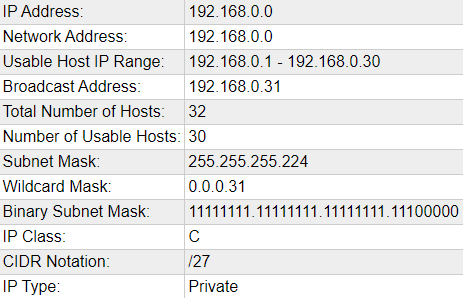 IP Address: 192.168.0.0
Network Address: 192.168.0.0
Usable Host IP Range: 192.168.0.1 - 192.168.0.30
Broadcast Address: 192.168.0.31
Total Number of Hosts: 32
Number of Usable Hosts: 30
Subnet Mask: 255.255.255.224
Wildcard Mask: 0.0.0.31
Binary Subnet Mask: 11111111.11111111.11111111.11100000
IP Class: C
CIDR Notation: /27
IP Type: Private